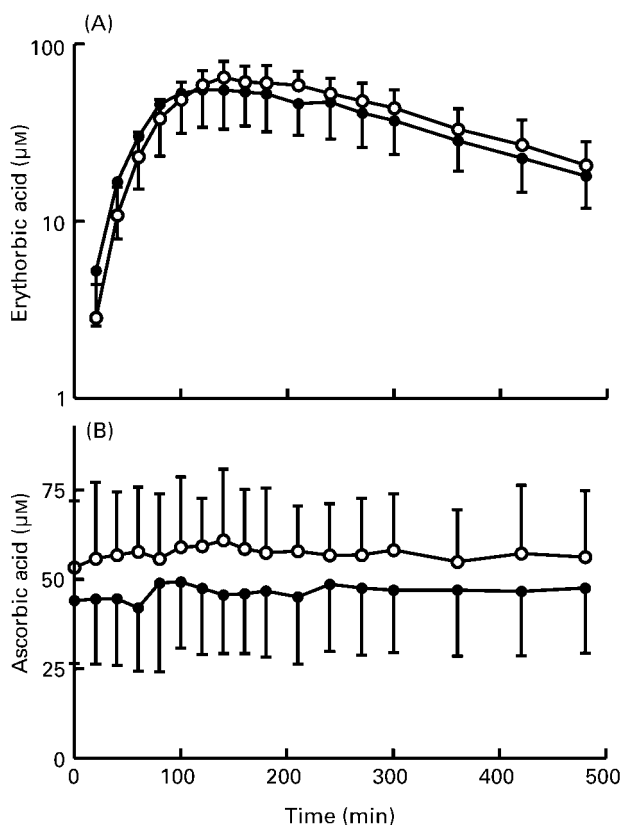 (A)
100
10
1
Erythorbic acid (μM)
(B)
75
50
25
0
Ascorbic acid (μM)
0 100 200 300 400 500
Time (min)